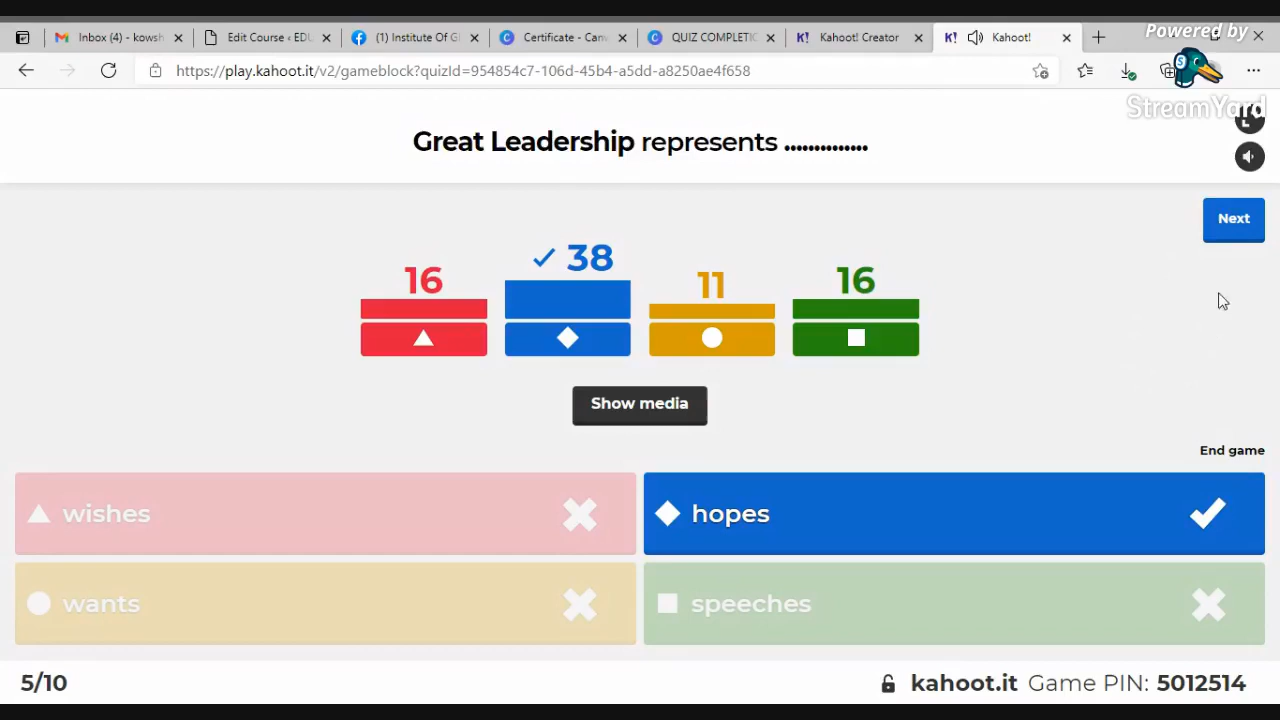 Inbox (4) - kowsh
Edit Course < EDU
(1) Institute Of Gl
Certificate - Canv
QUIZ COMPLETIC
K! Kahoot! Creator
K! Kahoot!
Powered by
https://play.kahoot.it/v2/gameblock?quizId=954854c7-106d-45b4-a5dd-a8250ae4f658
StreamYard
Great Leadership represents ..............
Next
16
38
11
16
Show media
End game
wishes
hopes
wants
speeches
5/10
kahoot.it Game PIN: 5012514